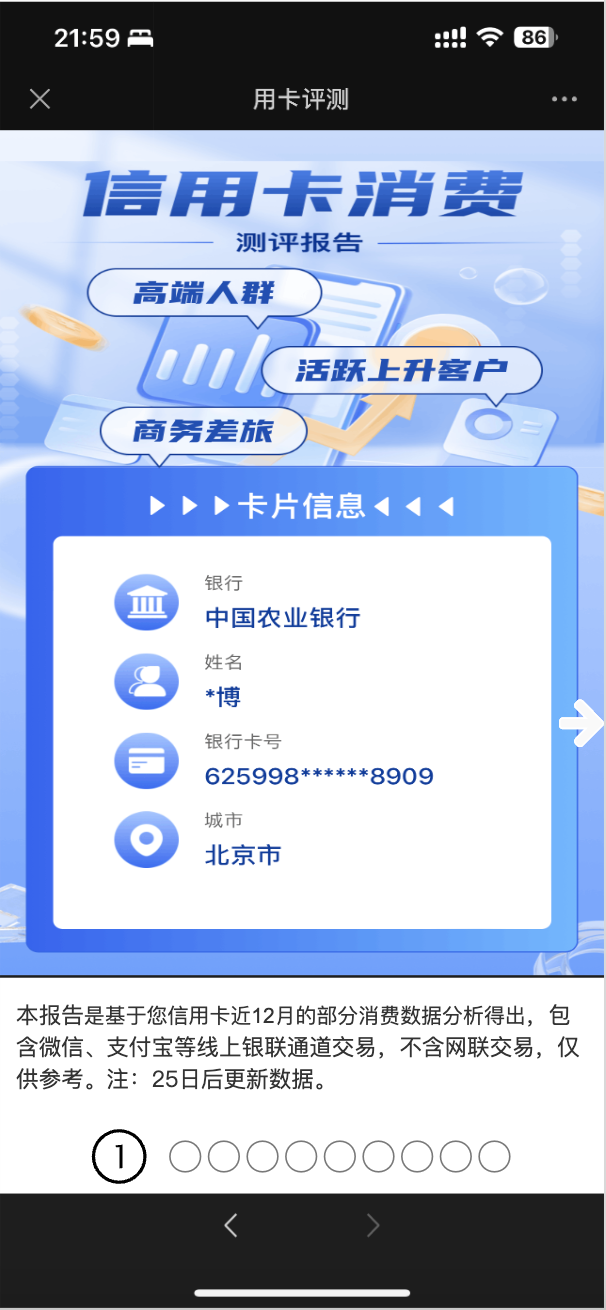 21:59
86
用卡评测
信用卡消费
测评报告
高端人群
活跃上升客户
商务差旅
卡片信息
银行
中国农业银行
姓名
*博
银行卡号
625998******8909
城市
北京市
本报告是基于您信用卡近12月的部分消费数据分析得出，包
含微信、支付宝等线上银联通道交易，不含网联交易，仅
供参考。注：25日后更新数据。
1